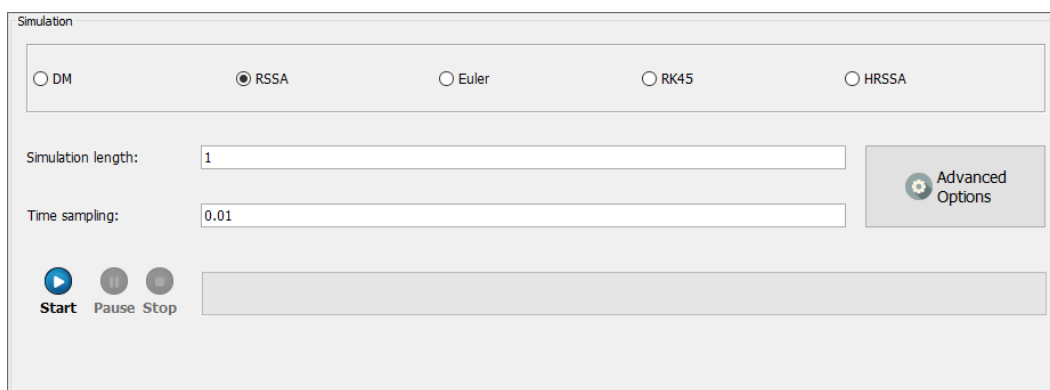 Simulation
DM
RSSA
Euler
RK45
HRSSA
Simulation length:
1
Advanced
Options
Time sampling:
0.01
Start
Pause
Stop